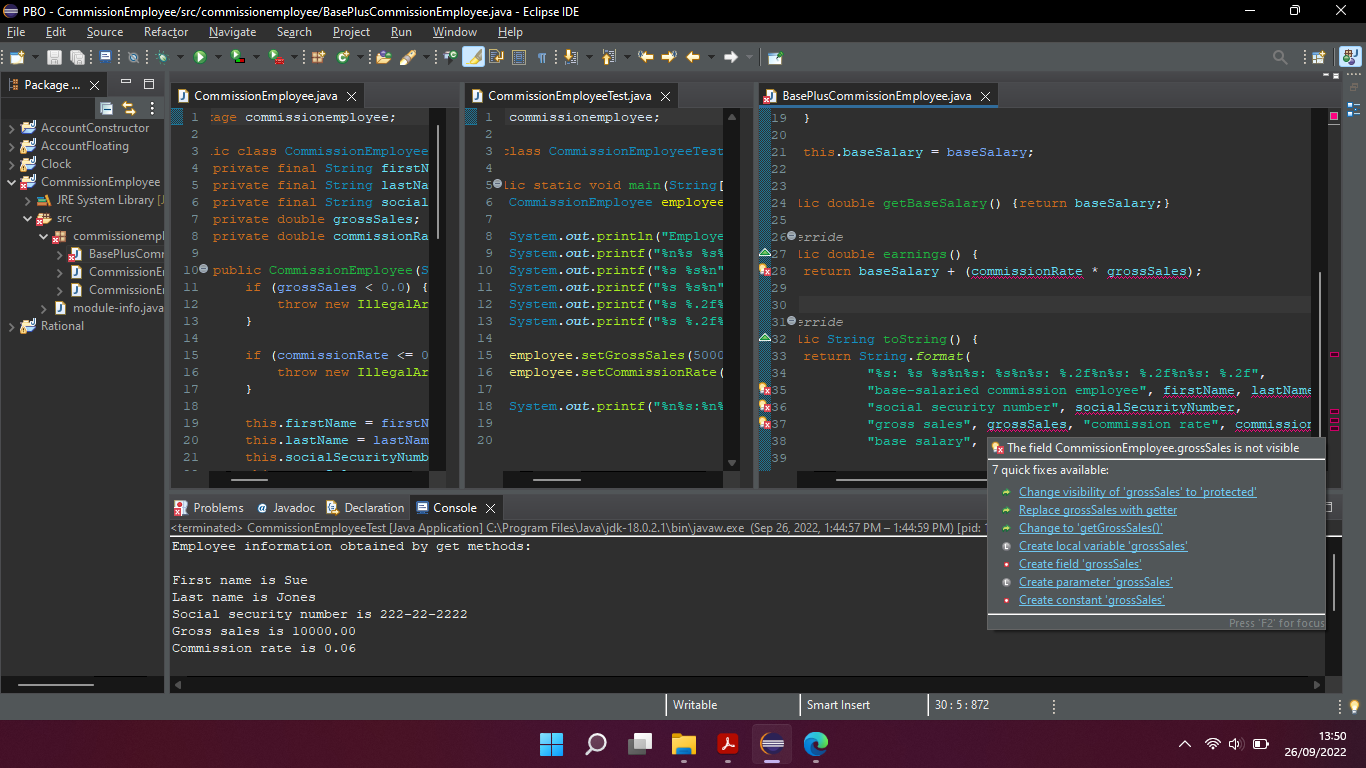 PBO - CommissionEmployee/src/commissionemployee/BasePlusCommissionEmployee.java - Eclipse IDE
File Edit Source Refactor Navigate Search Project Run Window Help
Package ...
AccountConstructor
AccountFloating
Clock
CommissionEmployee
JRE System Library [J
src
commissionempl
BasePlusComm
CommissionE
CommissionE
module-info.java
Rational
CommissionEmployee.java
1 age commissionemployee;
2
3 ic class CommissionEmployee
4 private final String firstN
5 private final String lastNa
6 private final String social
7 private double grossSales;
8 private double commissionRa
9
10 public CommissionEmployee(S
11 if (grossSales < 0.0) {
12 throw new IllegalAr
13 }
14
15 if (commissionRate <= 0
16 throw new IllegalAr
17 }
18
19 this.firstName = firstN
20 this.lastName = lastNam
21 this.socialSecurityNumb
CommissionEmployeeTest.java
1 commissionemployee;
2
3 class CommissionEmployeeTest
4
5 lic static void main(String[
6 CommissionEmployee employee
7
8 System.out.println("Employe
9 System.out.printf("%n%s %s%
10 System.out.printf("%s %s%n"
11 System.out.printf("%s %s%n"
12 System.out.printf("%s %.2f%
13 System.out.printf("%s %.2f%
14
15 employee.setGrossSales(5000
16 employee.setCommissionRate(
17
18 System.out.printf("%n%s:%n%
19
20
BasePlusCommissionEmployee.java
19 }
20
21 this.baseSalary = baseSalary;
22
23
24 lic double getBaseSalary() {return baseSalary;}
25
26 erride
27 lic double earnings() {
28 return baseSalary + (commissionRate * grossSales);
29
30
31 erride
32 lic String toString() {
33 return String.format(
34 "%s: %s %s%n%s: %s%n%s: %.2f%n%s: %.2f%n%s: %.2f",
35 "base-salaried commission employee", firstName, lastName
36 "social security number", socialSecurityNumber,
37 "gross sales", grossSales, "commission rate", commission
38 "base salary",
39
The field CommissionEmployee.grossSales is not visible
7 quick fixes available:
Change visibility of 'grossSales' to 'protected'
Replace grossSales with getter
Change to 'getGrossSales()'
Create local variable 'grossSales'
Create field 'grossSales'
Create parameter 'grossSales'
Create constant 'grossSales'
Press 'F2' for focus
Problems Javadoc Declaration Console
<terminated> CommissionEmployeeTest [Java Application] C:\Program Files\Java\jdk-18.0.2.1\bin\javaw.exe (Sep 26, 2022, 1:44:57 PM – 1:44:59 PM) [pid:
Employee information obtained by get methods:
First name is Sue
Last name is Jones
Social security number is 222-22-2222
Gross sales is 10000.00
Commission rate is 0.06
Writable Smart Insert 30 : 5 : 872
13:50
26/09/2022